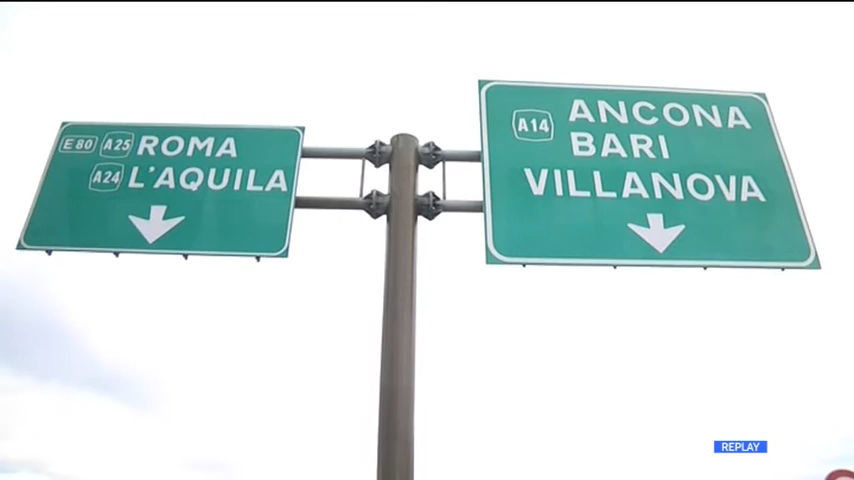 E 80 A25 ROMA
A24 L'AQUILA
A14 ANCONA
BARI
VILLANOVA
REPLAY